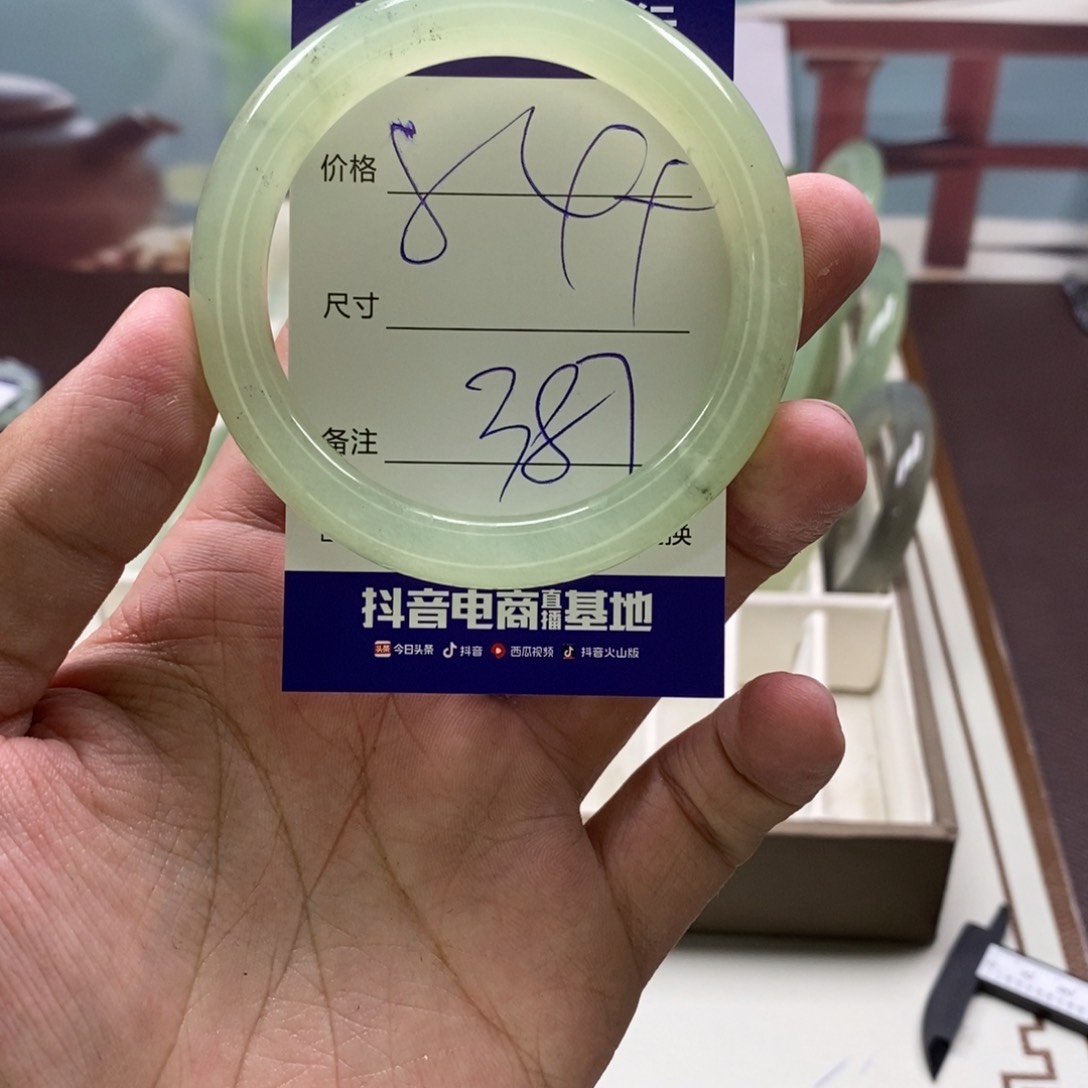 价格
尺寸
备注 387
抖音电商直播基地
今日头条 抖音 西瓜视频 抖音火山版